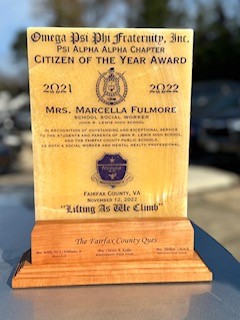 Omega Psi Phi Fraternity, Inc.
Psi Alpha Alpha Chapter
Citizen of the Year Award
2021 2022
Mrs. Marcella Fulmore
School Social Worker
John R. Lewis High School
In recognition of outstanding and exceptional service
to the students and parents of John R. Lewis High School
and the Fairfax County Public Schools,
as both a social worker and mental health professional.
Fairfax County, VA
November 12, 2022
"Lifting As We Climb"
The Fairfax County Ques